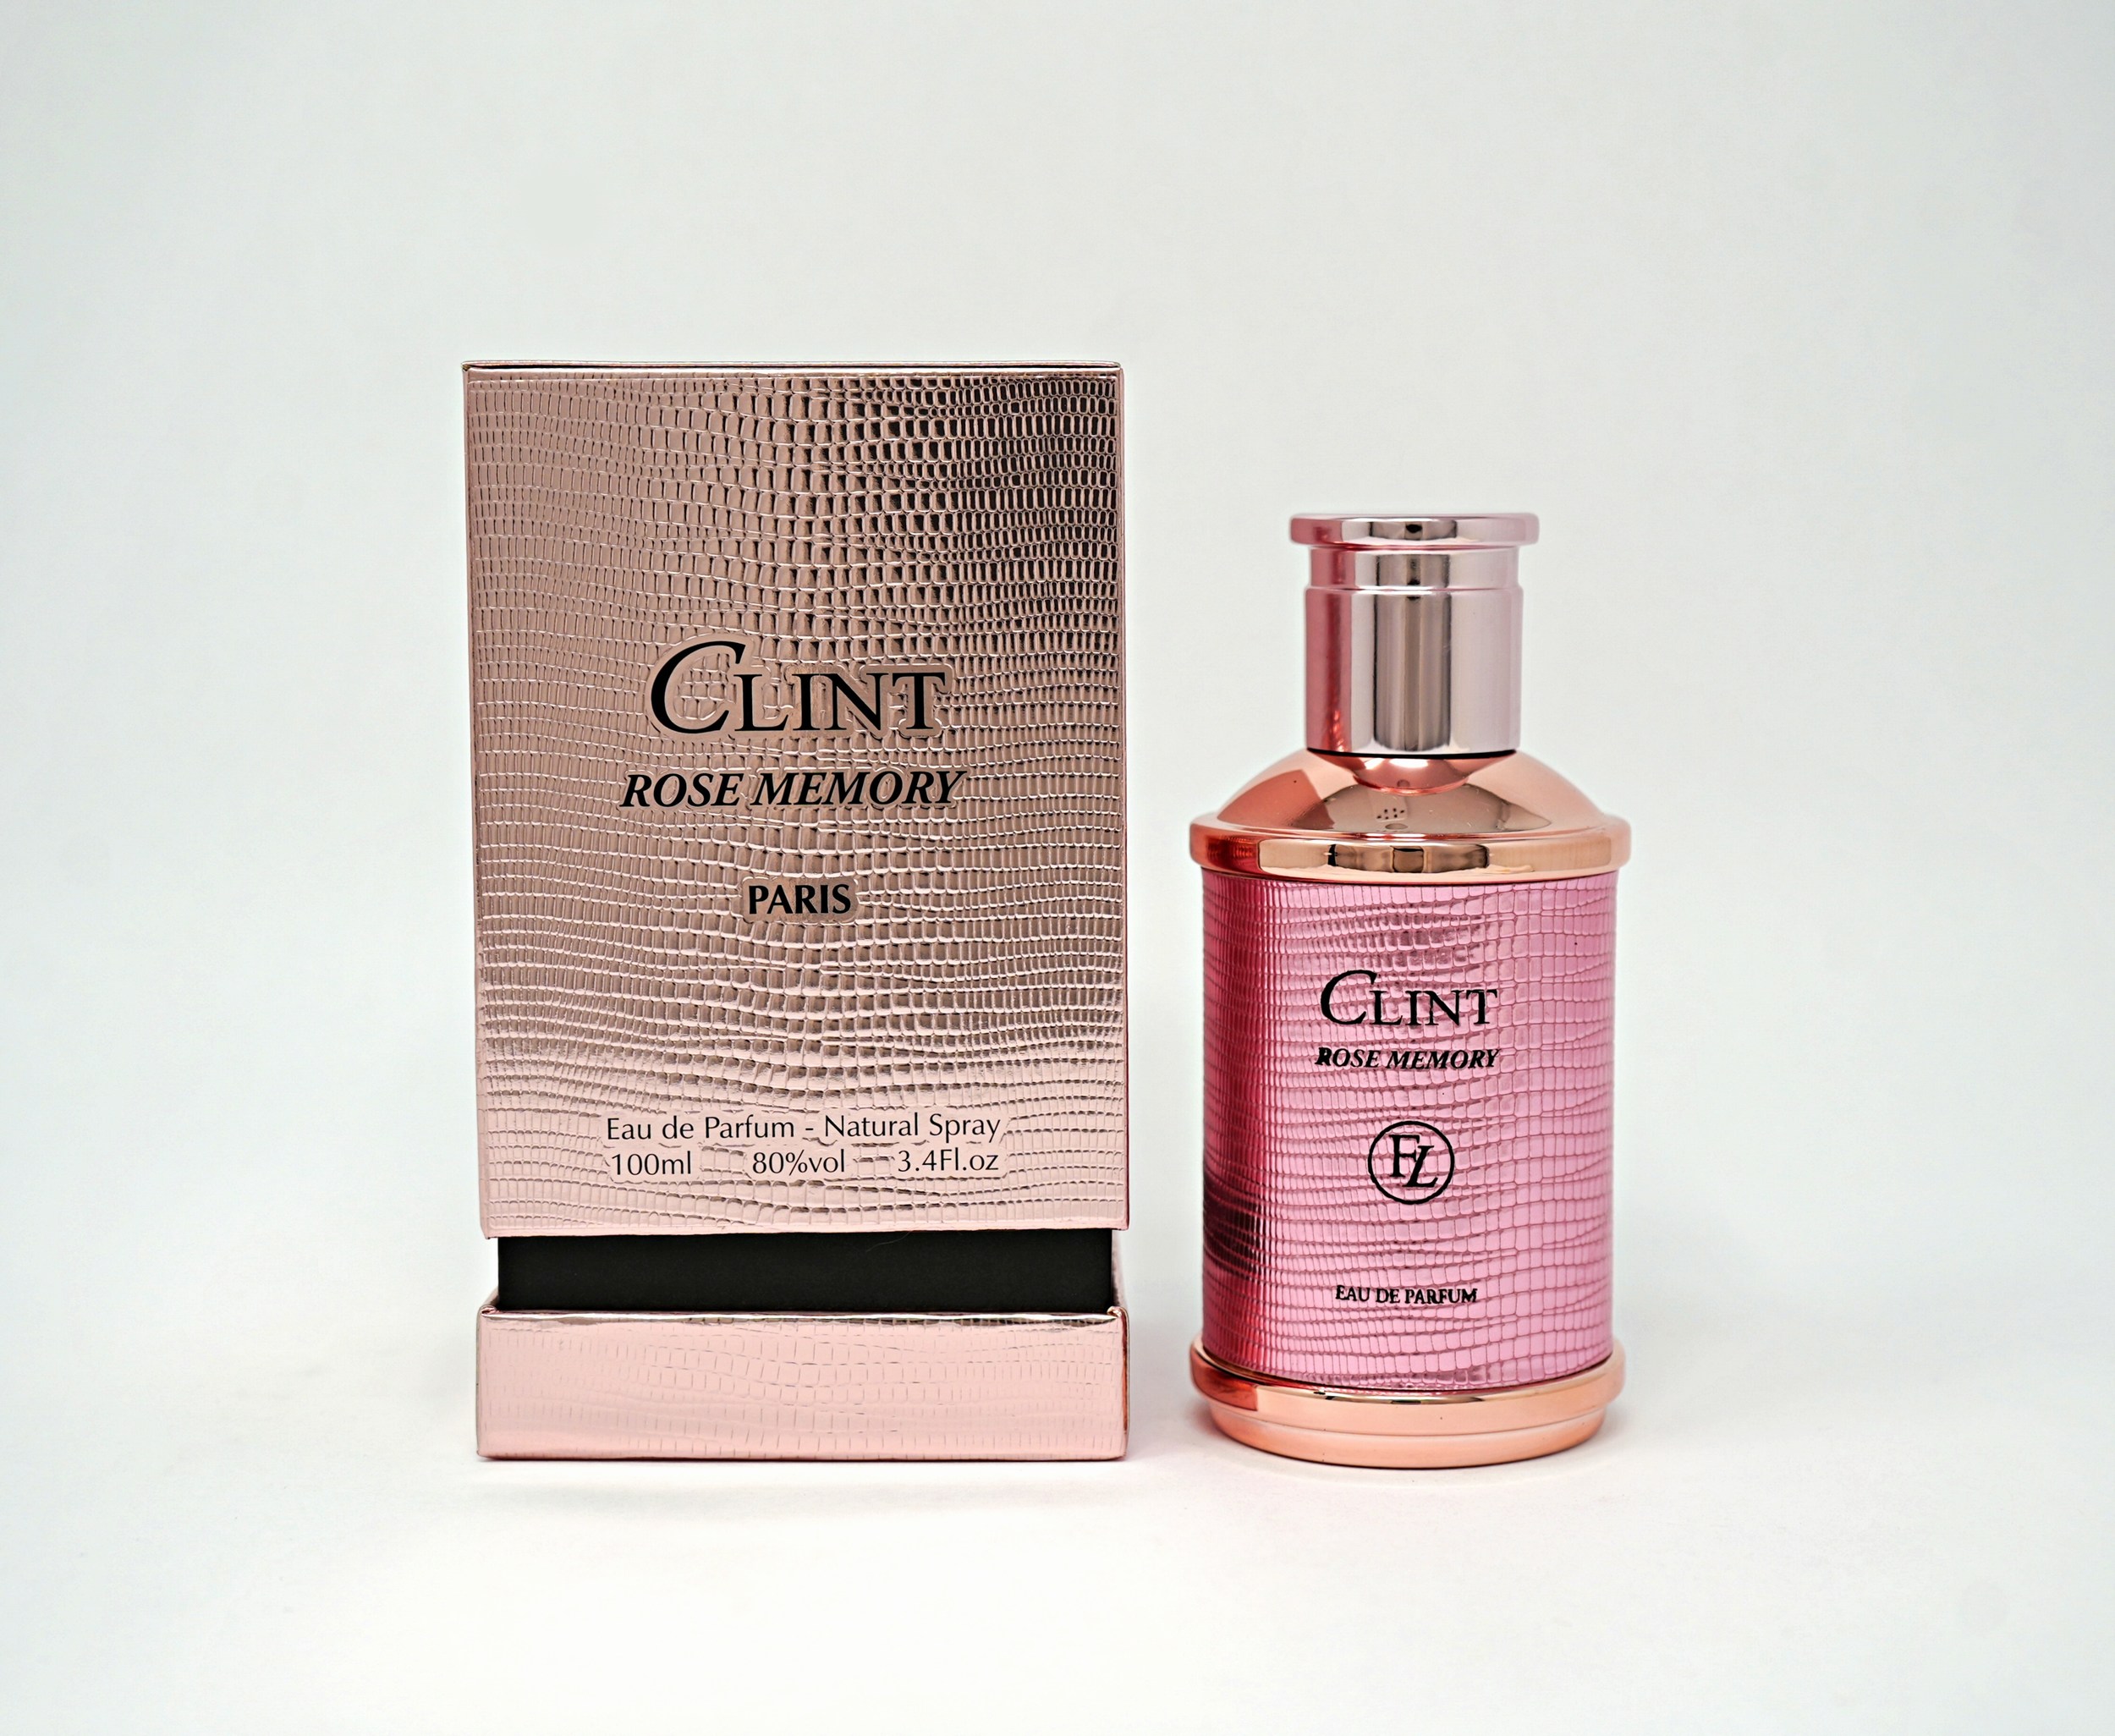 CLINT
ROSE MEMORY
PARIS
Eau de Parfum - Natural Spray
100ml 80%vol 3.4Fl.oz
CLINT
ROSE MEMORY
EL
EAU DE PARFUM